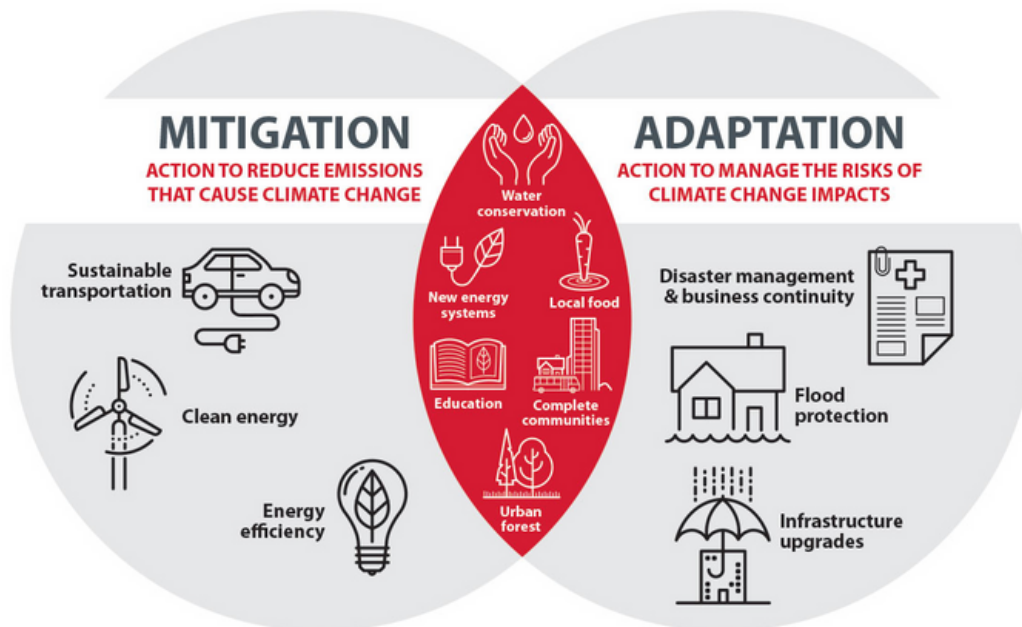 MITIGATION
ACTION TO REDUCE EMISSIONS
THAT CAUSE CLIMATE CHANGE
Sustainable
transportation
Clean energy
Energy
efficiency
Water
conservation
New energy
systems
Local food
Education
Complete
communities
Urban
forest
ADAPTATION
ACTION TO MANAGE THE RISKS OF
CLIMATE CHANGE IMPACTS
Disaster management
& business continuity
Flood
protection
Infrastructure
upgrades